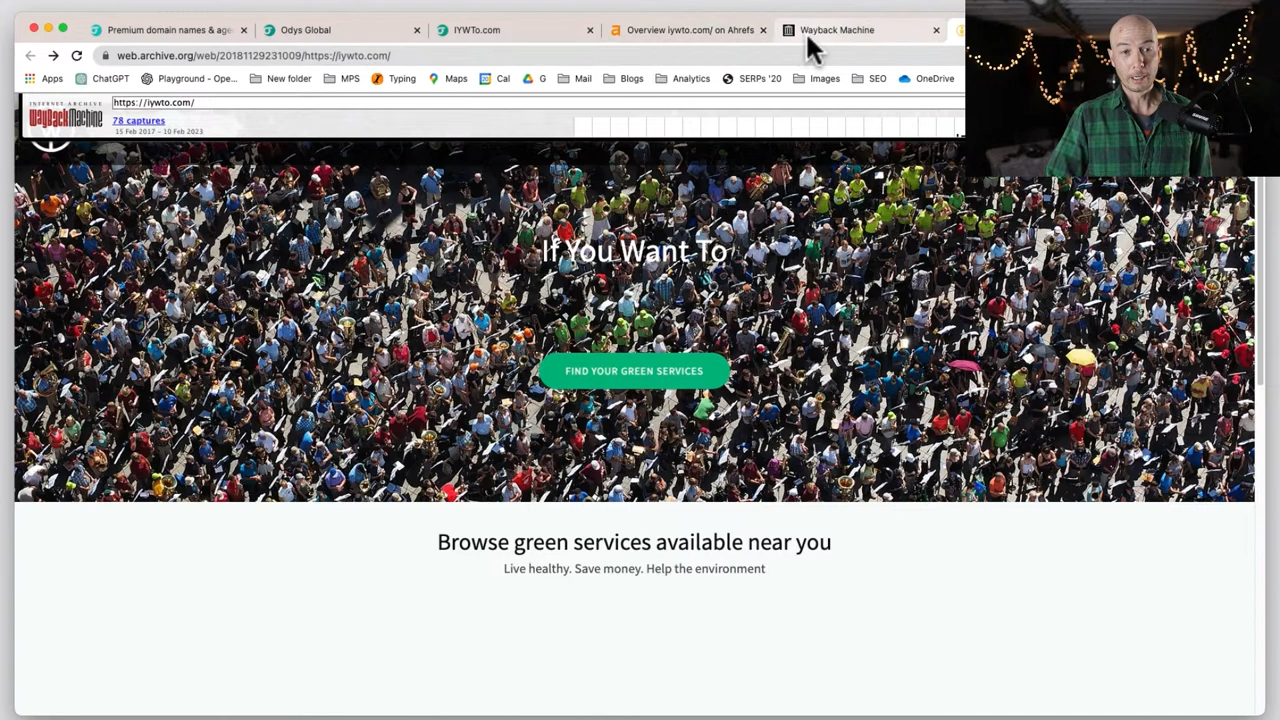 Premium domain names & age
Odys Global
IYWTo.com
Overview iywto.com/ on Ahrefs
Wayback Machine
web.archive.org/web/20181129231009/https://iywto.com/
Apps
ChatGPT
Playground - Ope...
New folder
MPS
Typing
Maps
Cal
G
Mail
Blogs
Analytics
SERPs '20
Images
SEO
OneDrive
INTERNET ARCHIVE
WayBackMachine
https://iywto.com/
78 captures
15 Feb 2017 – 10 Feb 2023
If You Want To
FIND YOUR GREEN SERVICES
Browse green services available near you
Live healthy. Save money. Help the environment